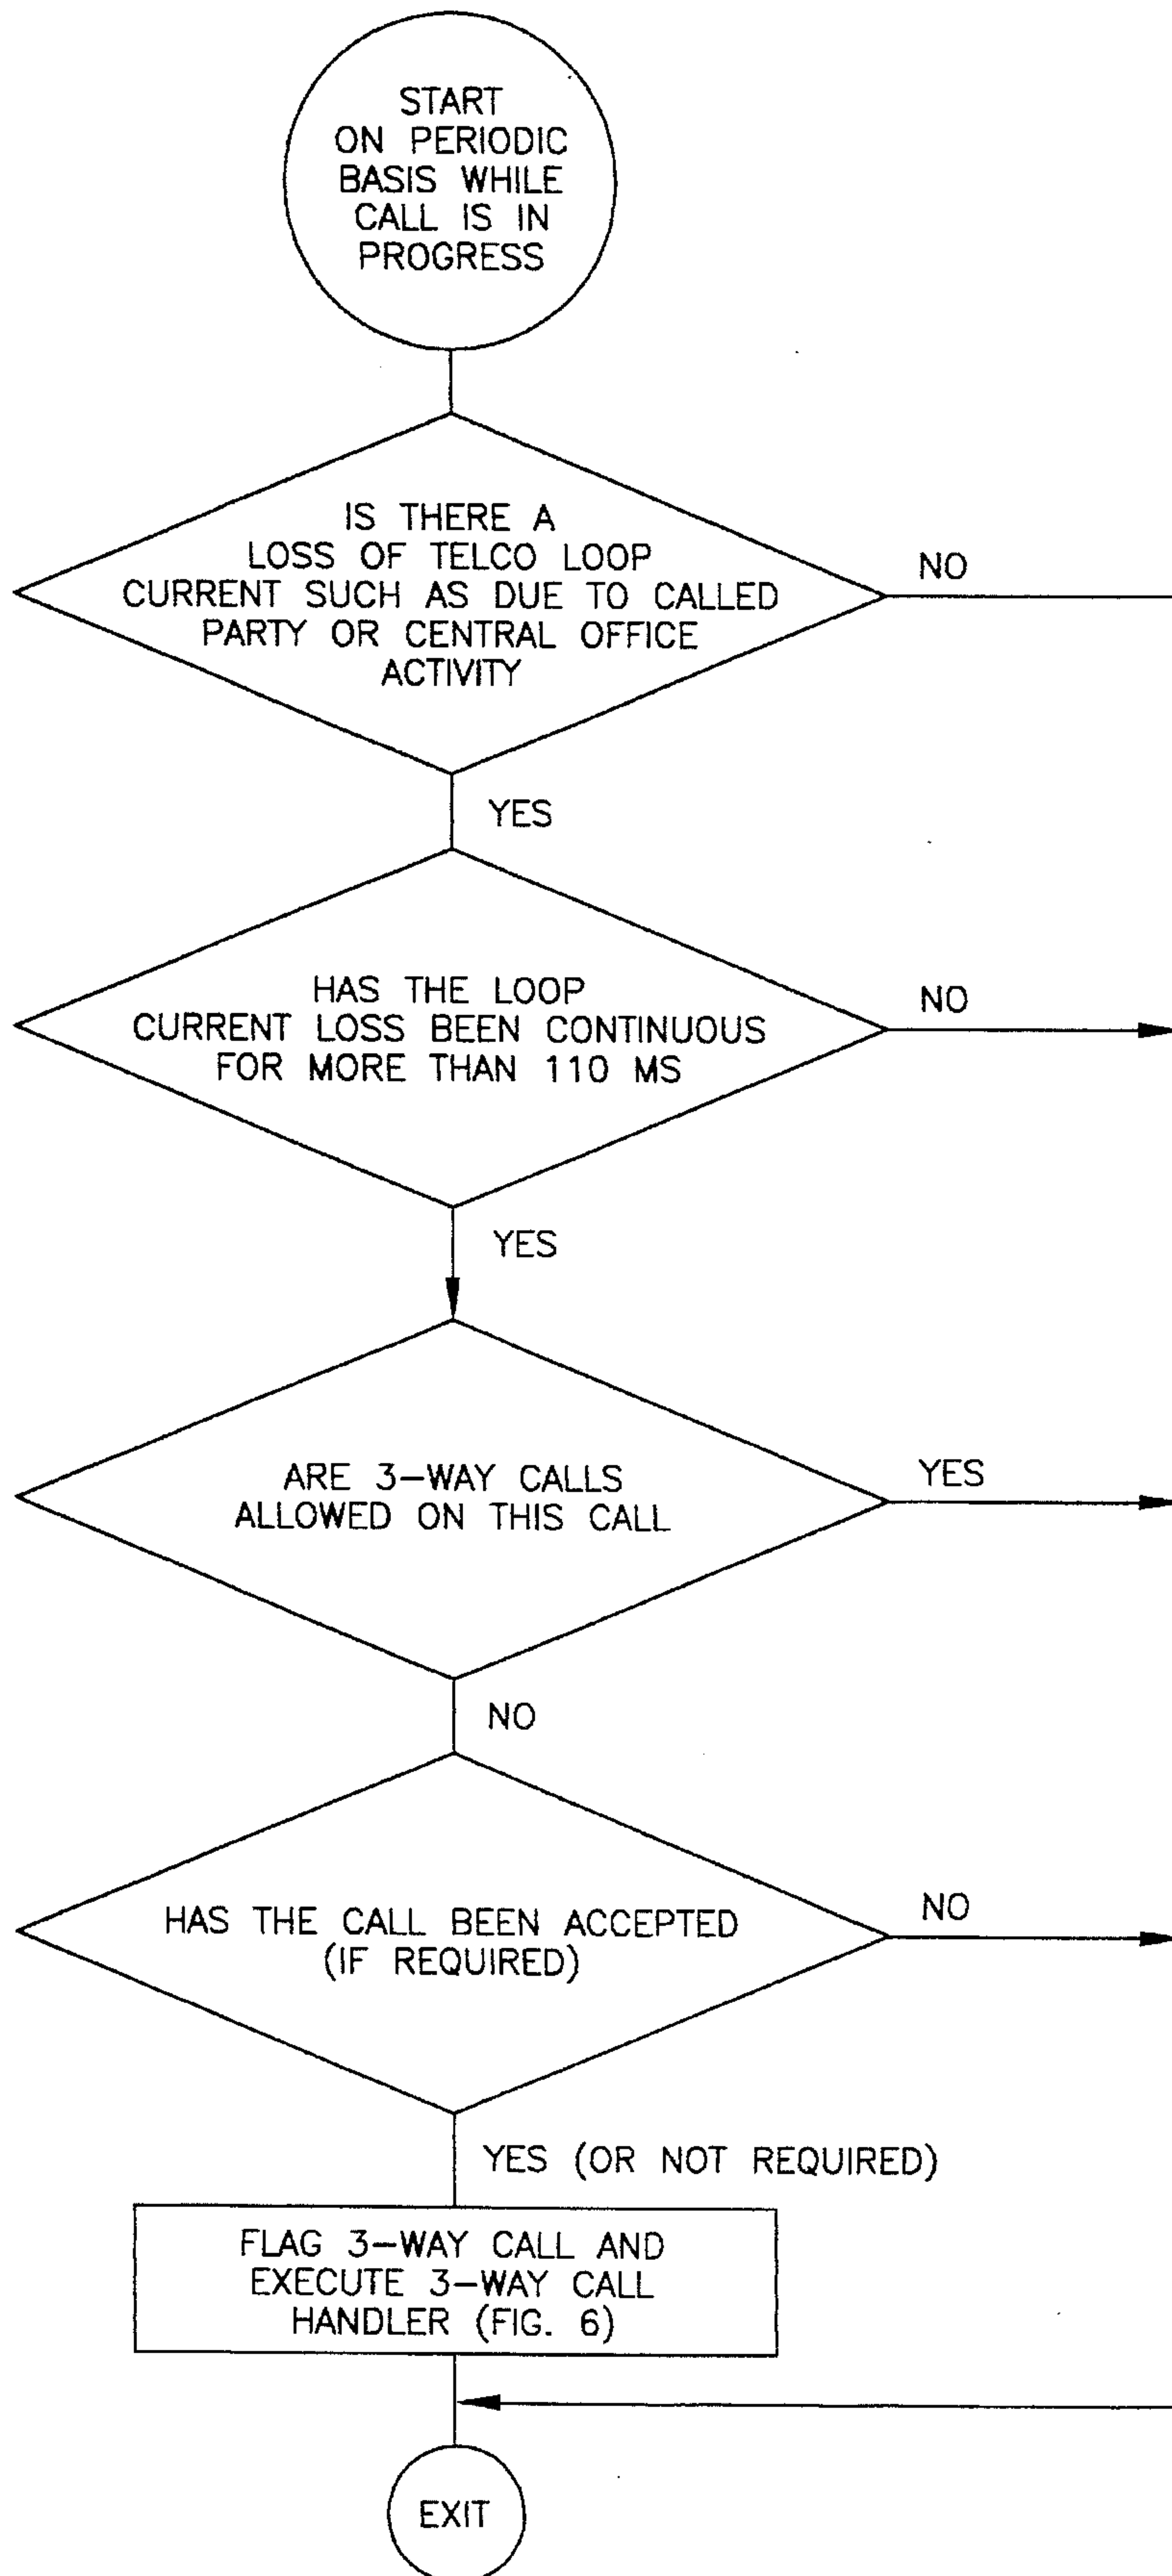 START
ON PERIODIC
BASIS WHILE
CALL IS IN
PROGRESS
IS THERE A
LOSS OF TELCO LOOP
CURRENT SUCH AS DUE TO CALLED
PARTY OR CENTRAL OFFICE
ACTIVITY
NO
YES
HAS THE LOOP
CURRENT LOSS BEEN CONTINUOUS
FOR MORE THAN 110 MS
NO
YES
ARE 3-WAY CALLS
ALLOWED ON THIS CALL
YES
NO
HAS THE CALL BEEN ACCEPTED
(IF REQUIRED)
NO
YES (OR NOT REQUIRED)
FLAG 3-WAY CALL AND
EXECUTE 3-WAY CALL
HANDLER (FIG. 6)
EXIT